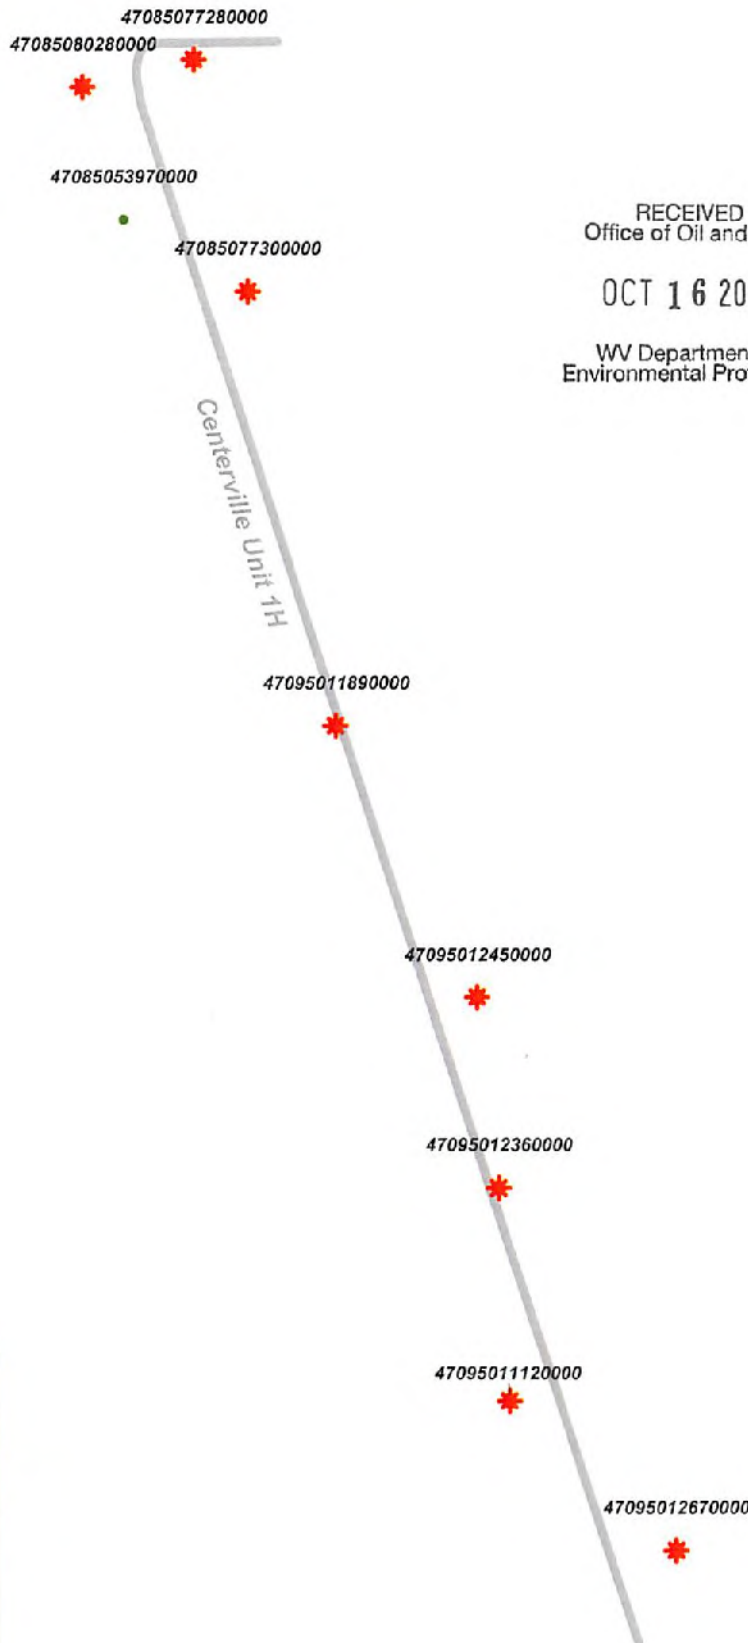 47085077280000
47085080280000
47085053970000
RECEIVED
Office of Oil and
47085077300000
OCT 16 20
WV Departmen
Environmental Pro
Centerville Unit 1H
47095011890000
47095012450000
47095012360000
47095011120000
47095012670000